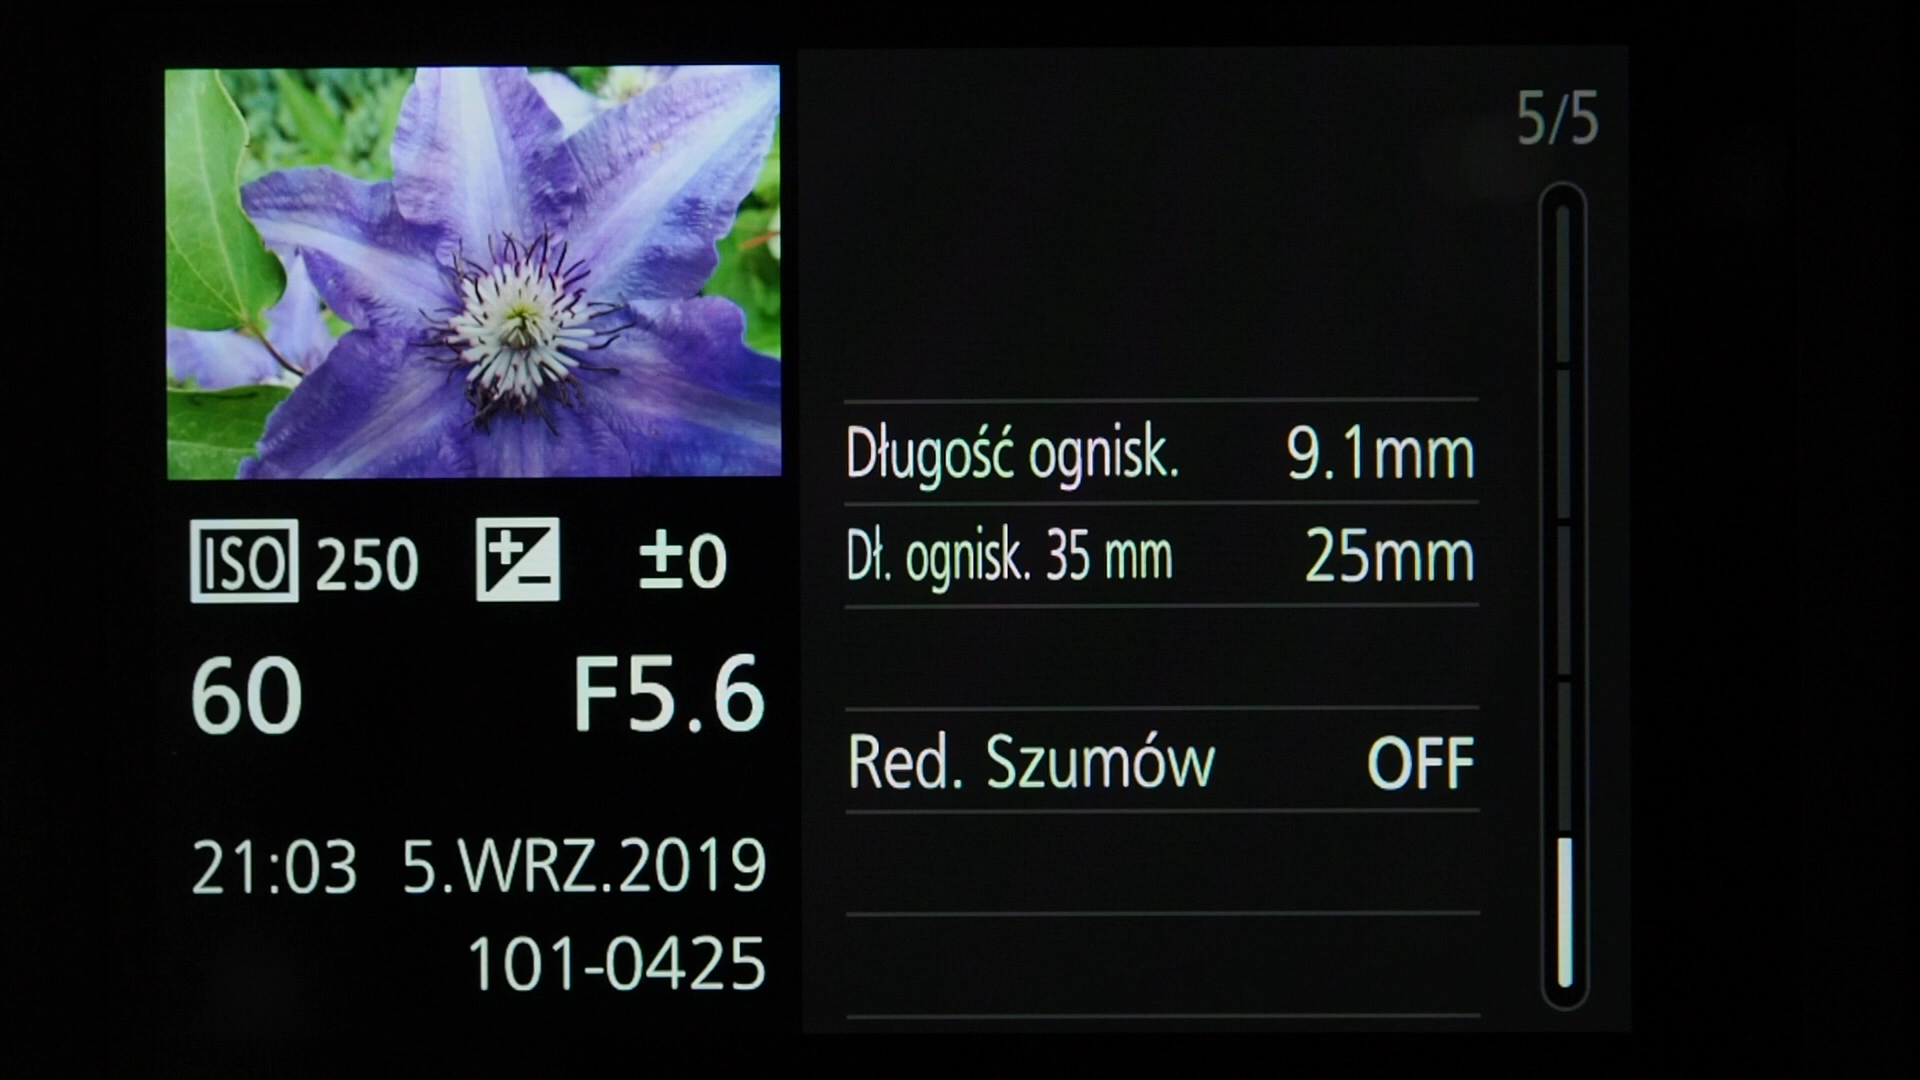 5/5
ISO 250 ±0
60 F5.6
21:03 5.WRZ.2019
101-0425
Długość ognisk. 9.1mm
Dł. ognisk. 35 mm 25mm
Red. Szumów OFF